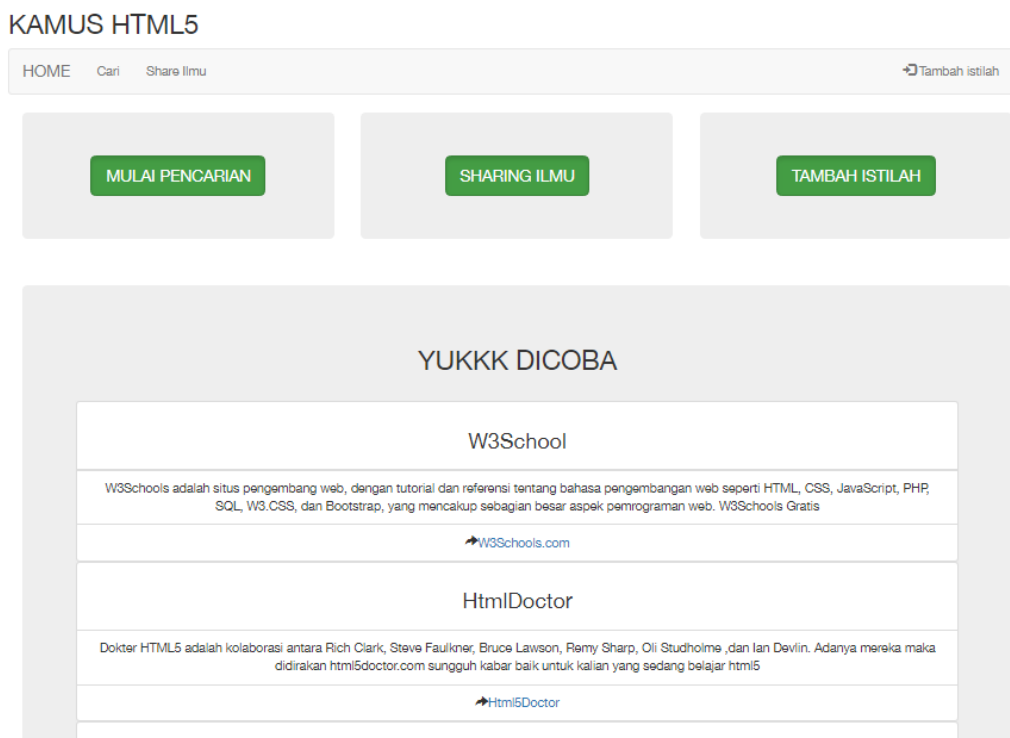 KAMUS HTML5
HOME Cari Share Ilmu Tambah istilah
MULAI PENCARIAN SHARING ILMU TAMBAH ISTILAH
YUKKK DICOBA
W3School
W3Schools adalah situs pengembang web, dengan tutorial dan referensi tentang bahasa pengembangan web seperti HTML, CSS, JavaScript, PHP,
SQL, W3.CSS, dan Bootstrap, yang mencakup sebagian besar aspek pemrograman web. W3Schools Gratis
W3Schools.com
HtmlDoctor
Dokter HTML5 adalah kolaborasi antara Rich Clark, Steve Faulkner, Bruce Lawson, Remy Sharp, Oli Studholme ,dan Ian Devlin. Adanya mereka maka
didirakan html5doctor.com sungguh kabar baik untuk kalian yang sedang belajar html5
Html5Doctor